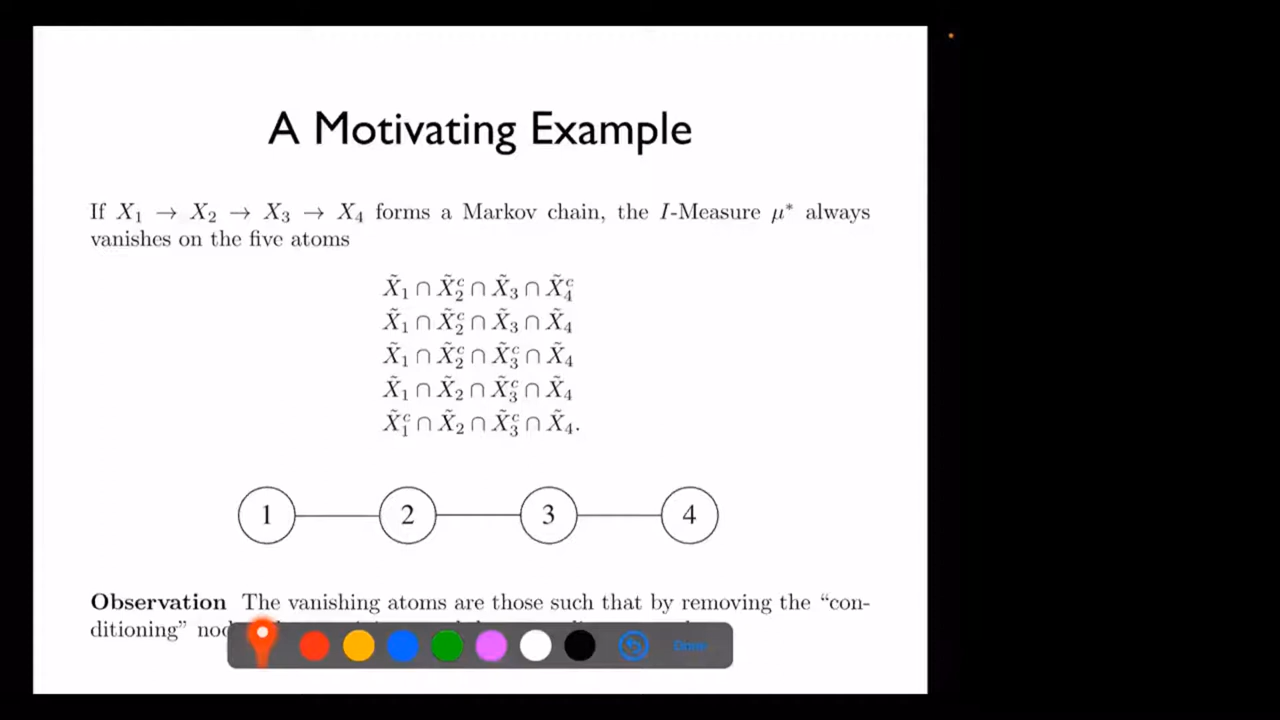 A Motivating Example
If X₁ → X₂ → X₃ → X₄ forms a Markov chain, the I-Measure μ* always
vanishes on the five atoms
X̃₁ ∩ X̃₂ᶜ ∩ X̃₃ ∩ X̃₄ᶜ
X̃₁ ∩ X̃₂ᶜ ∩ X̃₃ ∩ X̃₄
X̃₁ ∩ X̃₂ᶜ ∩ X̃₃ᶜ ∩ X̃₄
X̃₁ ∩ X̃₂ ∩ X̃₃ᶜ ∩ X̃₄
X̃₁ᶜ ∩ X̃₂ ∩ X̃₃ᶜ ∩ X̃₄.
1 2 3 4
Observation The vanishing atoms are those such that by removing the “con-
ditioning”
Done